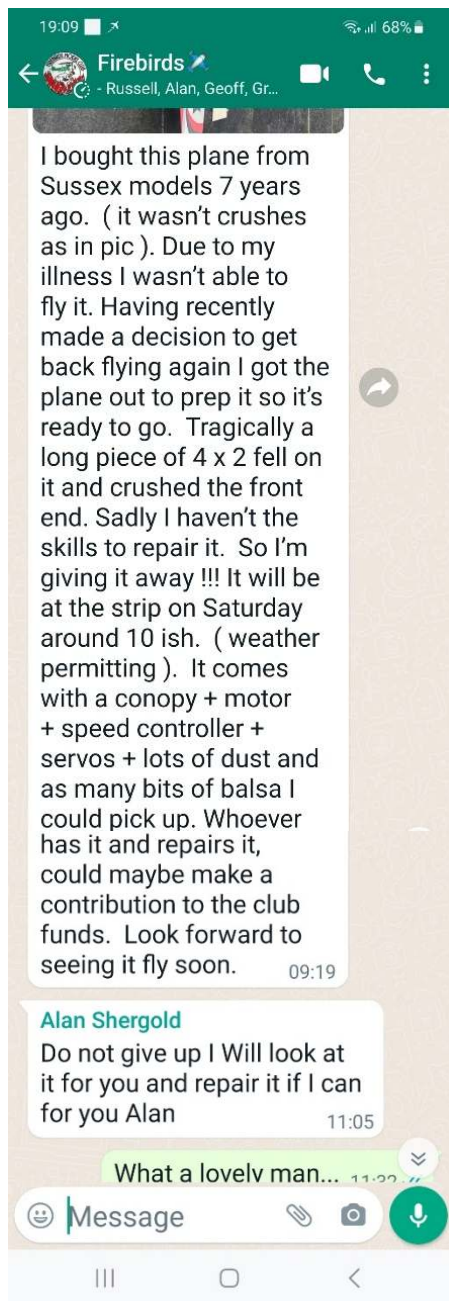 19:09
68%
Firebirds
- Russell, Alan, Geoff, Gr...
I bought this plane from
Sussex models 7 years
ago.  ( it wasn't crushes
as in pic ). Due to my
illness I wasn't able to
fly it. Having recently
made a decision to get
back flying again I got the
plane out to prep it so it's
ready to go.  Tragically a
long piece of 4 x 2 fell on
it and crushed the front
end. Sadly I haven't the
skills to repair it.  So I'm
giving it away !!! It will be
at the strip on Saturday
around 10 ish.  ( weather
permitting ).  It comes
with a conopy + motor
+ speed controller +
servos + lots of dust and
as many bits of balsa I
could pick up. Whoever
has it and repairs it,
could maybe make a
contribution to the club
funds.  Look forward to
seeing it fly soon.
09:19
Alan Shergold
Do not give up I Will look at
it for you and repair it if I can
for you Alan
11:05
What a lovely man...
Message